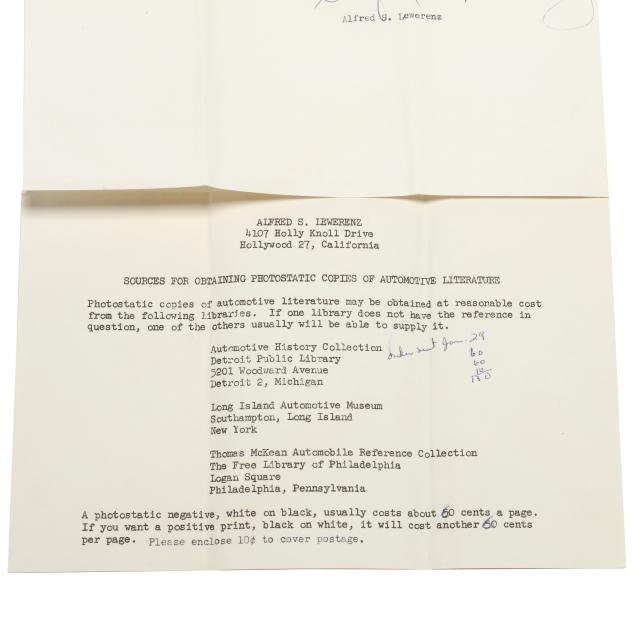 Alfred S. Lewerenz
ALFRED S. LEWERENZ
4107 Holly Knoll Drive
Hollywood 27, California
SOURCES FOR OBTAINING PHOTOSTATIC COPIES OF AUTOMOTIVE LITERATURE
Photostatic copies of automotive literature may be obtained at reasonable cost
from the following libraries. If one library does not have the reference in
question, one of the others usually will be able to supply it.
Automotive History Collection
Detroit Public Library
5201 Woodward Avenue
Detroit 2, Michigan
order sent Jan. 29
60
60
10
130
Long Island Automotive Museum
Southampton, Long Island
New York
Thomas McKean Automobile Reference Collection
The Free Library of Philadelphia
Logan Square
Philadelphia, Pennsylvania
A photostatic negative, white on black, usually costs about 60 cents a page.
If you want a positive print, black on white, it will cost another 60 cents
per page. Please enclose 10¢ to cover postage.